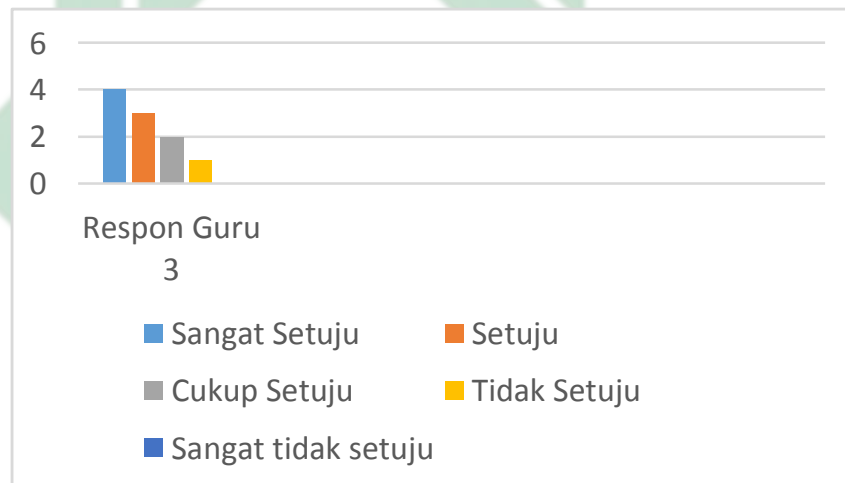 6
4
2
0
Respon Guru
3
Sangat Setuju
Setuju
Cukup Setuju
Tidak Setuju
Sangat tidak setuju